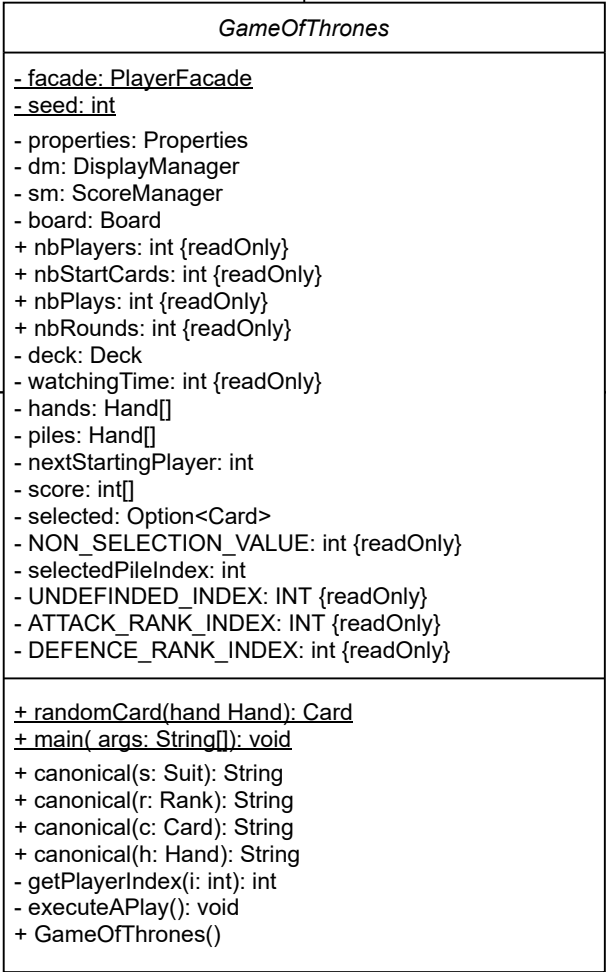 GameOfThrones
- facade: PlayerFacade
- seed: int
- properties: Properties
- dm: DisplayManager
- sm: ScoreManager
- board: Board
+ nbPlayers: int {readOnly}
+ nbStartCards: int {readOnly}
+ nbPlays: int {readOnly}
+ nbRounds: int {readOnly}
- deck: Deck
- watchingTime: int {readOnly}
- hands: Hand[]
- piles: Hand[]
- nextStartingPlayer: int
- score: int[]
- selected: Option<Card>
- NON_SELECTION_VALUE: int {readOnly}
- selectedPileIndex: int
- UNDEFINDED_INDEX: INT {readOnly}
- ATTACK_RANK_INDEX: INT {readOnly}
- DEFENCE_RANK_INDEX: int {readOnly}
+ randomCard(hand Hand): Card
+ main( args: String[]): void
+ canonical(s: Suit): String
+ canonical(r: Rank): String
+ canonical(c: Card): String
+ canonical(h: Hand): String
- getPlayerIndex(i: int): int
- executeAPlay(): void
+ GameOfThrones()